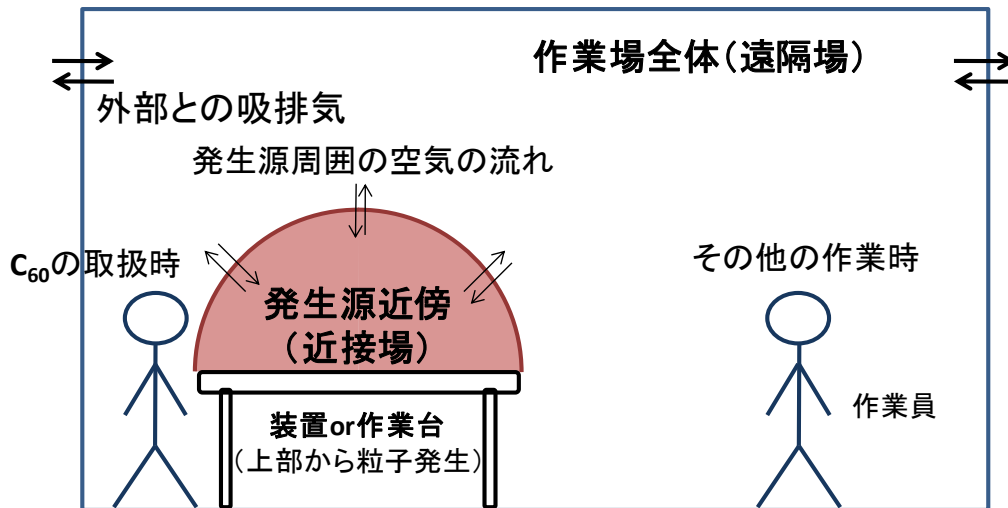 作業場全体(遠隔場)
外部との吸排気
発生源周囲の空気の流れ
C₆₀の取扱時
その他の作業時
発生源近傍
(近接場)
作業員
装置or作業台
(上部から粒子発生)